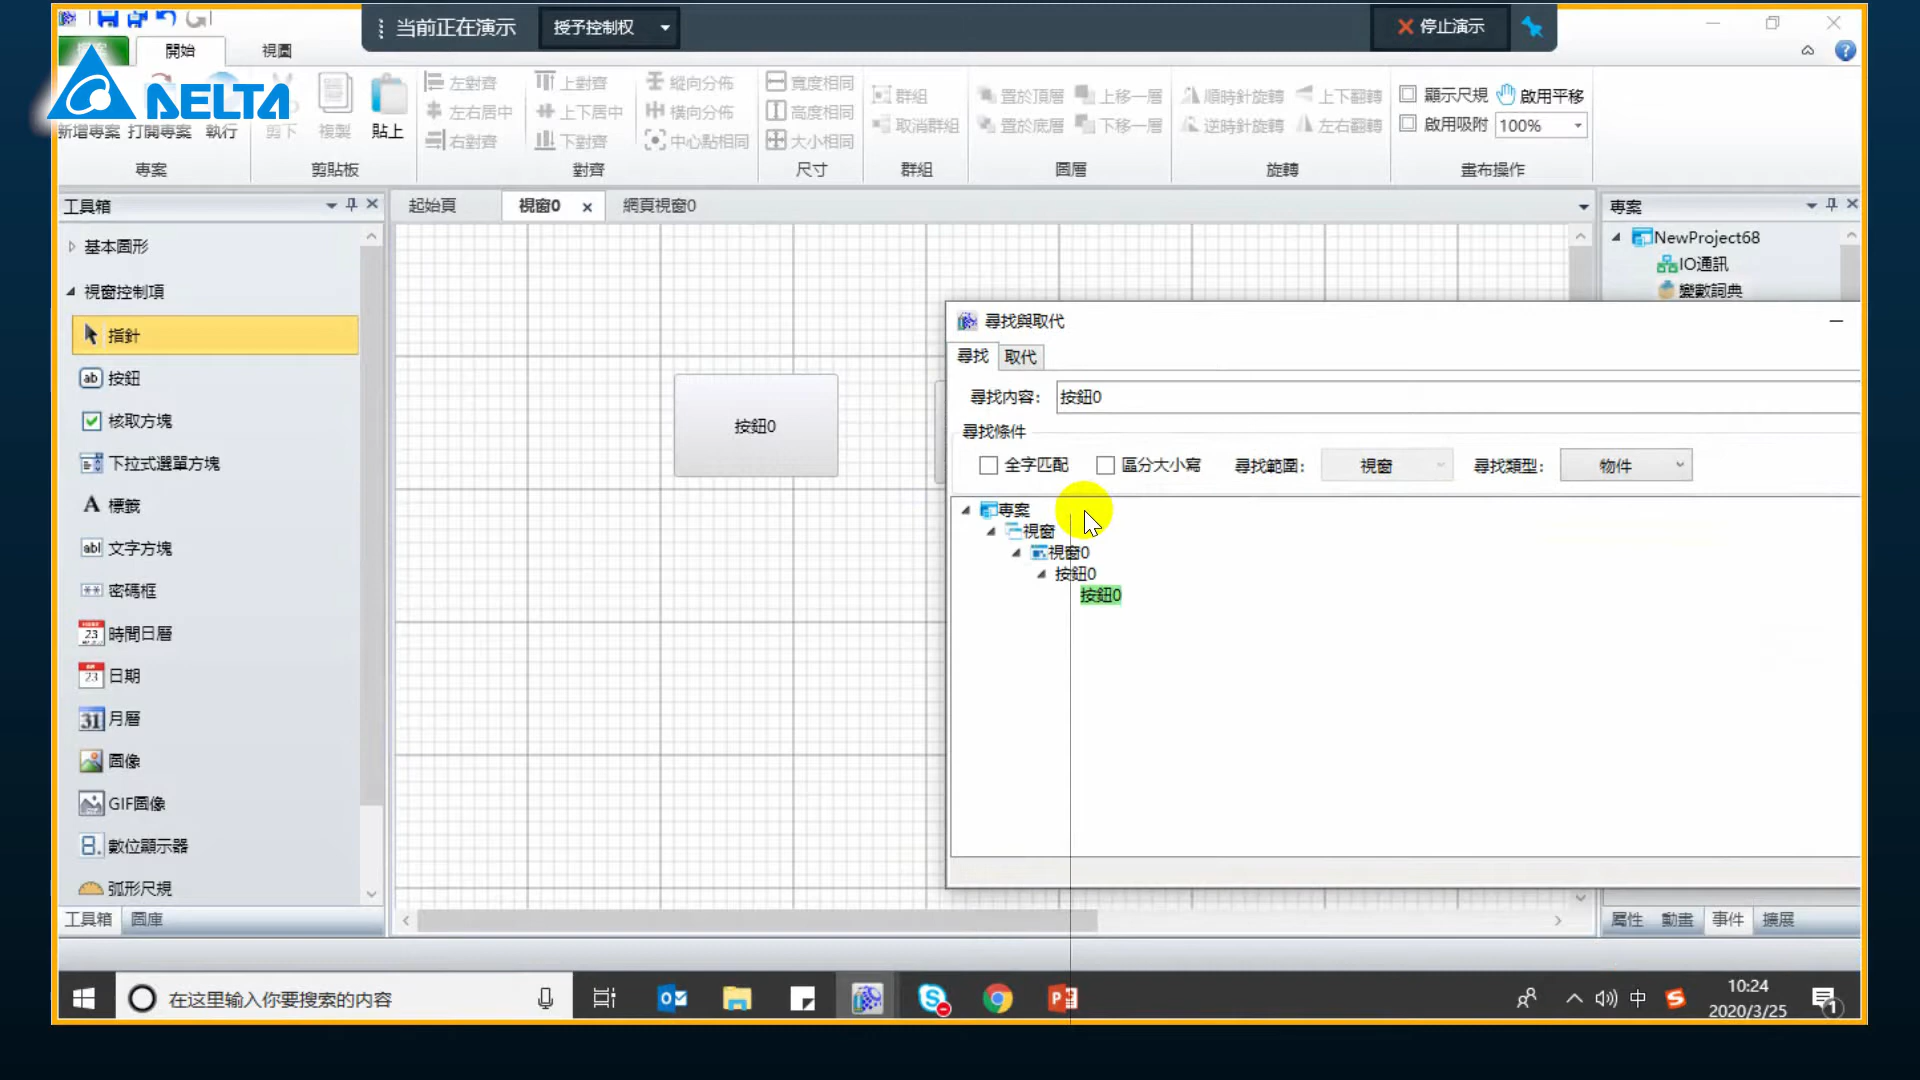 当前正在演示
授予控制权
停止演示
開始
視圖
DELTA
新增專案 打開專案 執行
剪下
複製
貼上
左對齊
左右居中
右對齊
上對齊
上下居中
下對齊
縱向分佈
橫向分佈
中心點相同
寬度相同
高度相同
大小相同
群組
取消群組
置於頂層
置於底層
上移一層
下移一層
順時針旋轉
逆時針旋轉
上下翻轉
左右翻轉
顯示尺規
啟用平移
啟用吸附
100%
專案
剪貼板
對齊
尺寸
群組
圖層
旋轉
畫布操作
工具箱
起始頁
視窗0
網頁視窗0
專案
基本圖形
視窗控制項
指針
ab 按鈕
核取方塊
下拉式選單方塊
A 標籤
abl 文字方塊
** 密碼框
23 時間日曆
23 日期
31 月曆
圖像
GIF圖像
8. 數位顯示器
弧形尺規
工具箱
圖庫
按鈕0
NewProject68
IO通訊
變數詞典
尋找與取代
尋找
取代
尋找內容:
按鈕0
尋找條件
全字匹配
區分大小寫
尋找範圍:
視窗
尋找類型:
物件
專案
視窗
視窗0
按鈕0
按鈕0
屬性
動畫
事件
擴展
在这里输入你要搜索的内容
中
10:24
2020/3/25
1